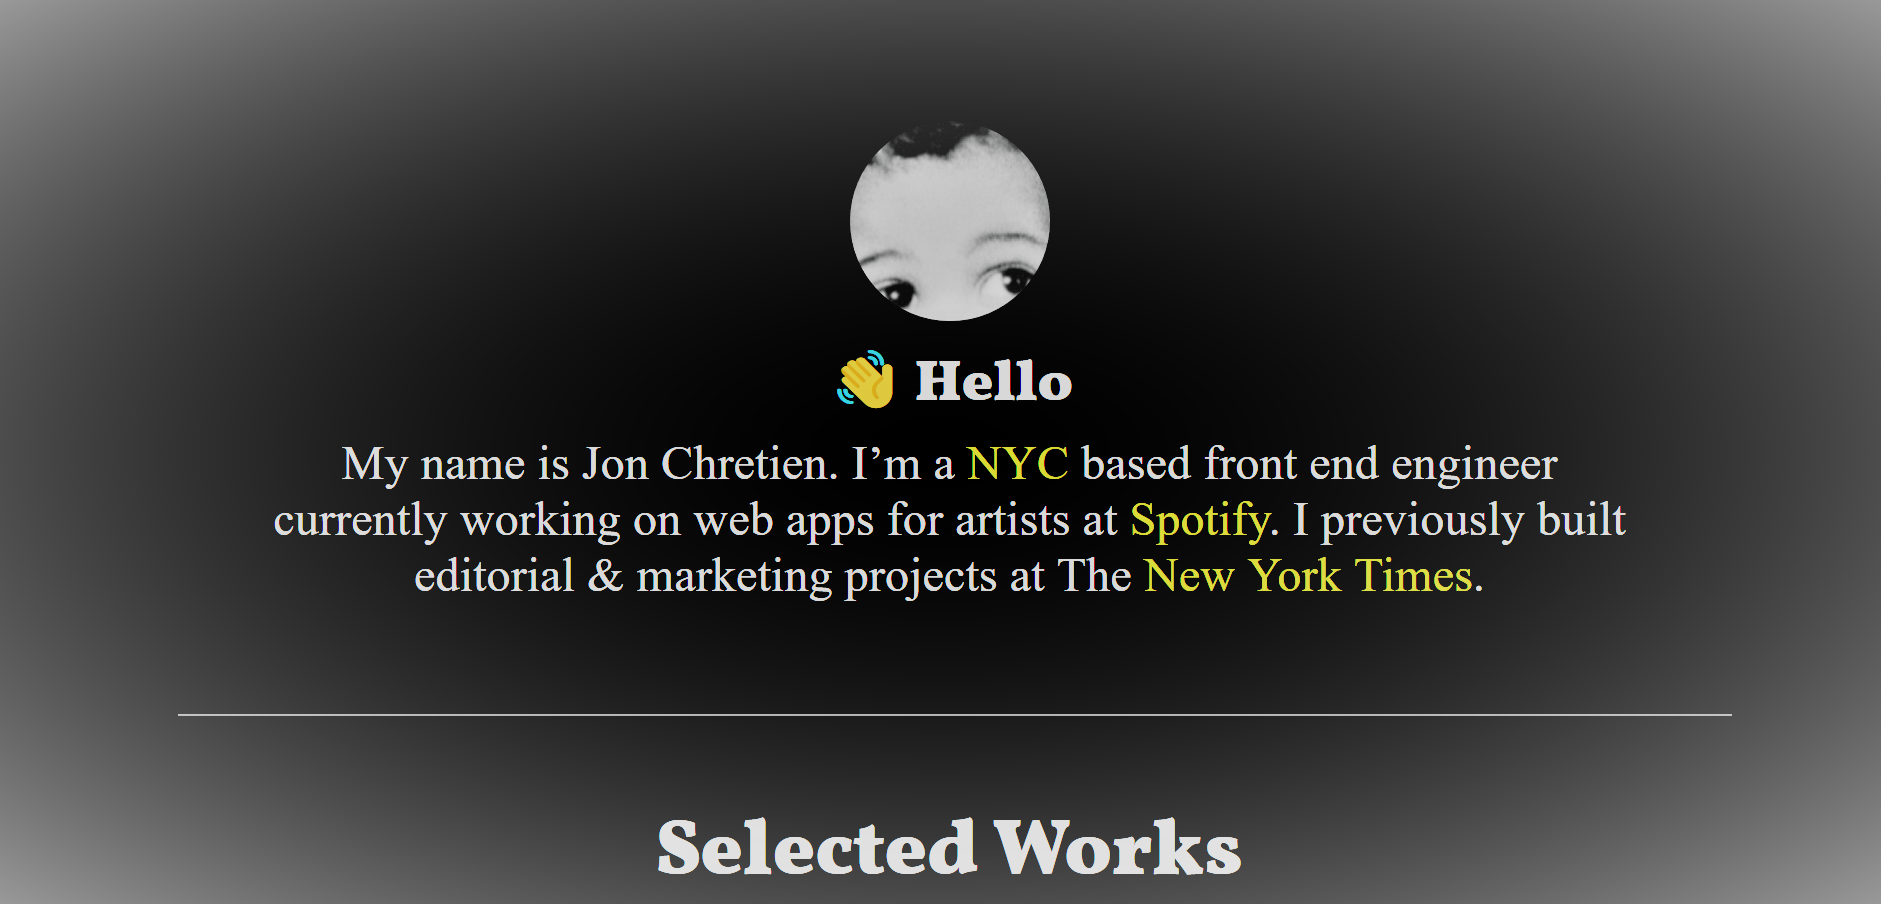 👋 Hello
My name is Jon Chretien. I’m a NYC based front end engineer
currently working on web apps for artists at Spotify. I previously built
editorial & marketing projects at The New York Times.
Selected Works